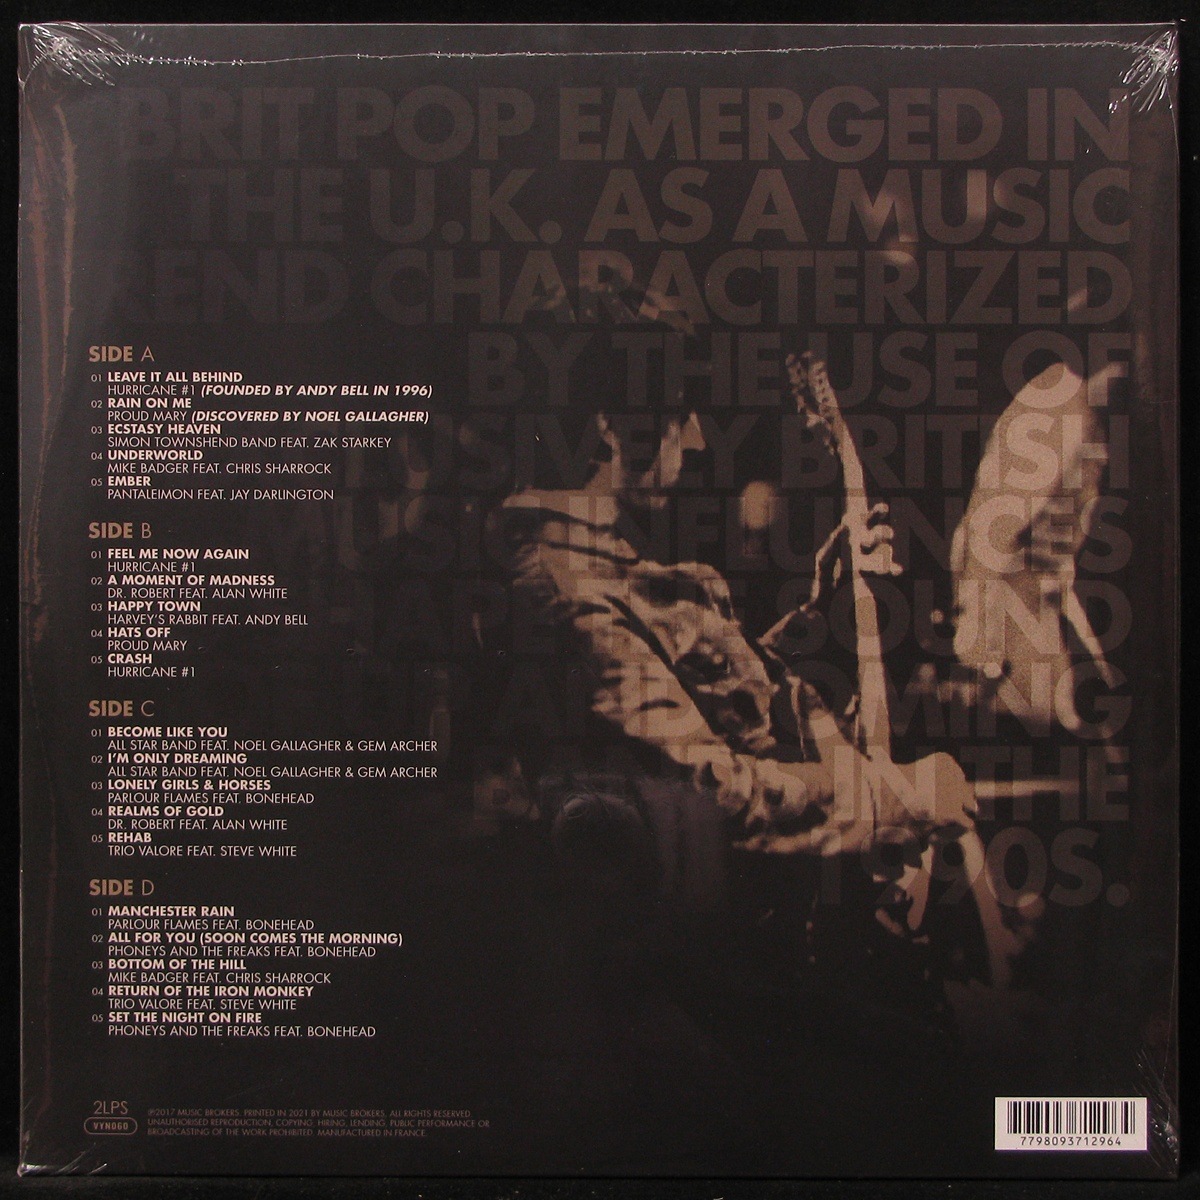 BRIT POP EMERGED IN
THE U.K. AS A MUSIC
END CHARACTERIZED
BY THE USE OF
LUSIVELY BRITISH
MUSIC INFLUENCES
SOUND
AND COMING
IN THE
1990S.
SIDE A
01 LEAVE IT ALL BEHIND
HURRICANE #1 (FOUNDED BY ANDY BELL IN 1996)
02 RAIN ON ME
PROUD MARY (DISCOVERED BY NOEL GALLAGHER)
03 ECSTASY HEAVEN
SIMON TOWNSHEND BAND FEAT. ZAK STARKEY
04 UNDERWORLD
MIKE BADGER FEAT. CHRIS SHARROCK
05 EMBER
PANTALEIMON FEAT. JAY DARLINGTON
SIDE B
01 FEEL ME NOW AGAIN
HURRICANE #1
02 A MOMENT OF MADNESS
DR. ROBERT FEAT. ALAN WHITE
03 HAPPY TOWN
HARVEY'S RABBIT FEAT. ANDY BELL
04 HATS OFF
PROUD MARY
05 CRASH
HURRICANE #1
SIDE C
01 BECOME LIKE YOU
ALL STAR BAND FEAT. NOEL GALLAGHER & GEM ARCHER
02 I'M ONLY DREAMING
ALL STAR BAND FEAT. NOEL GALLAGHER & GEM ARCHER
03 LONELY GIRLS & HORSES
PARLOUR FLAMES FEAT. BONEHEAD
04 REALMS OF GOLD
DR. ROBERT FEAT. ALAN WHITE
05 REHAB
TRIO VALORE FEAT. STEVE WHITE
SIDE D
01 MANCHESTER RAIN
PARLOUR FLAMES FEAT. BONEHEAD
02 ALL FOR YOU (SOON COMES THE MORNING)
PHONEYS AND THE FREAKS FEAT. BONEHEAD
03 BOTTOM OF THE HILL
MIKE BADGER FEAT. CHRIS SHARROCK
04 RETURN OF THE IRON MONKEY
TRIO VALORE FEAT. STEVE WHITE
05 SET THE NIGHT ON FIRE
PHONEYS AND THE FREAKS FEAT. BONEHEAD
2LPS
VYN060
℗2017 MUSIC BROKERS. PRINTED IN 2021 BY MUSIC BROKERS. ALL RIGHTS RESERVED.
UNAUTHORISED REPRODUCTION, COPYING, HIRING, LENDING, PUBLIC PERFORMANCE OR
BROADCASTING OF THE WORK PROHIBITED. MANUFACTURED IN FRANCE.
7798093712964